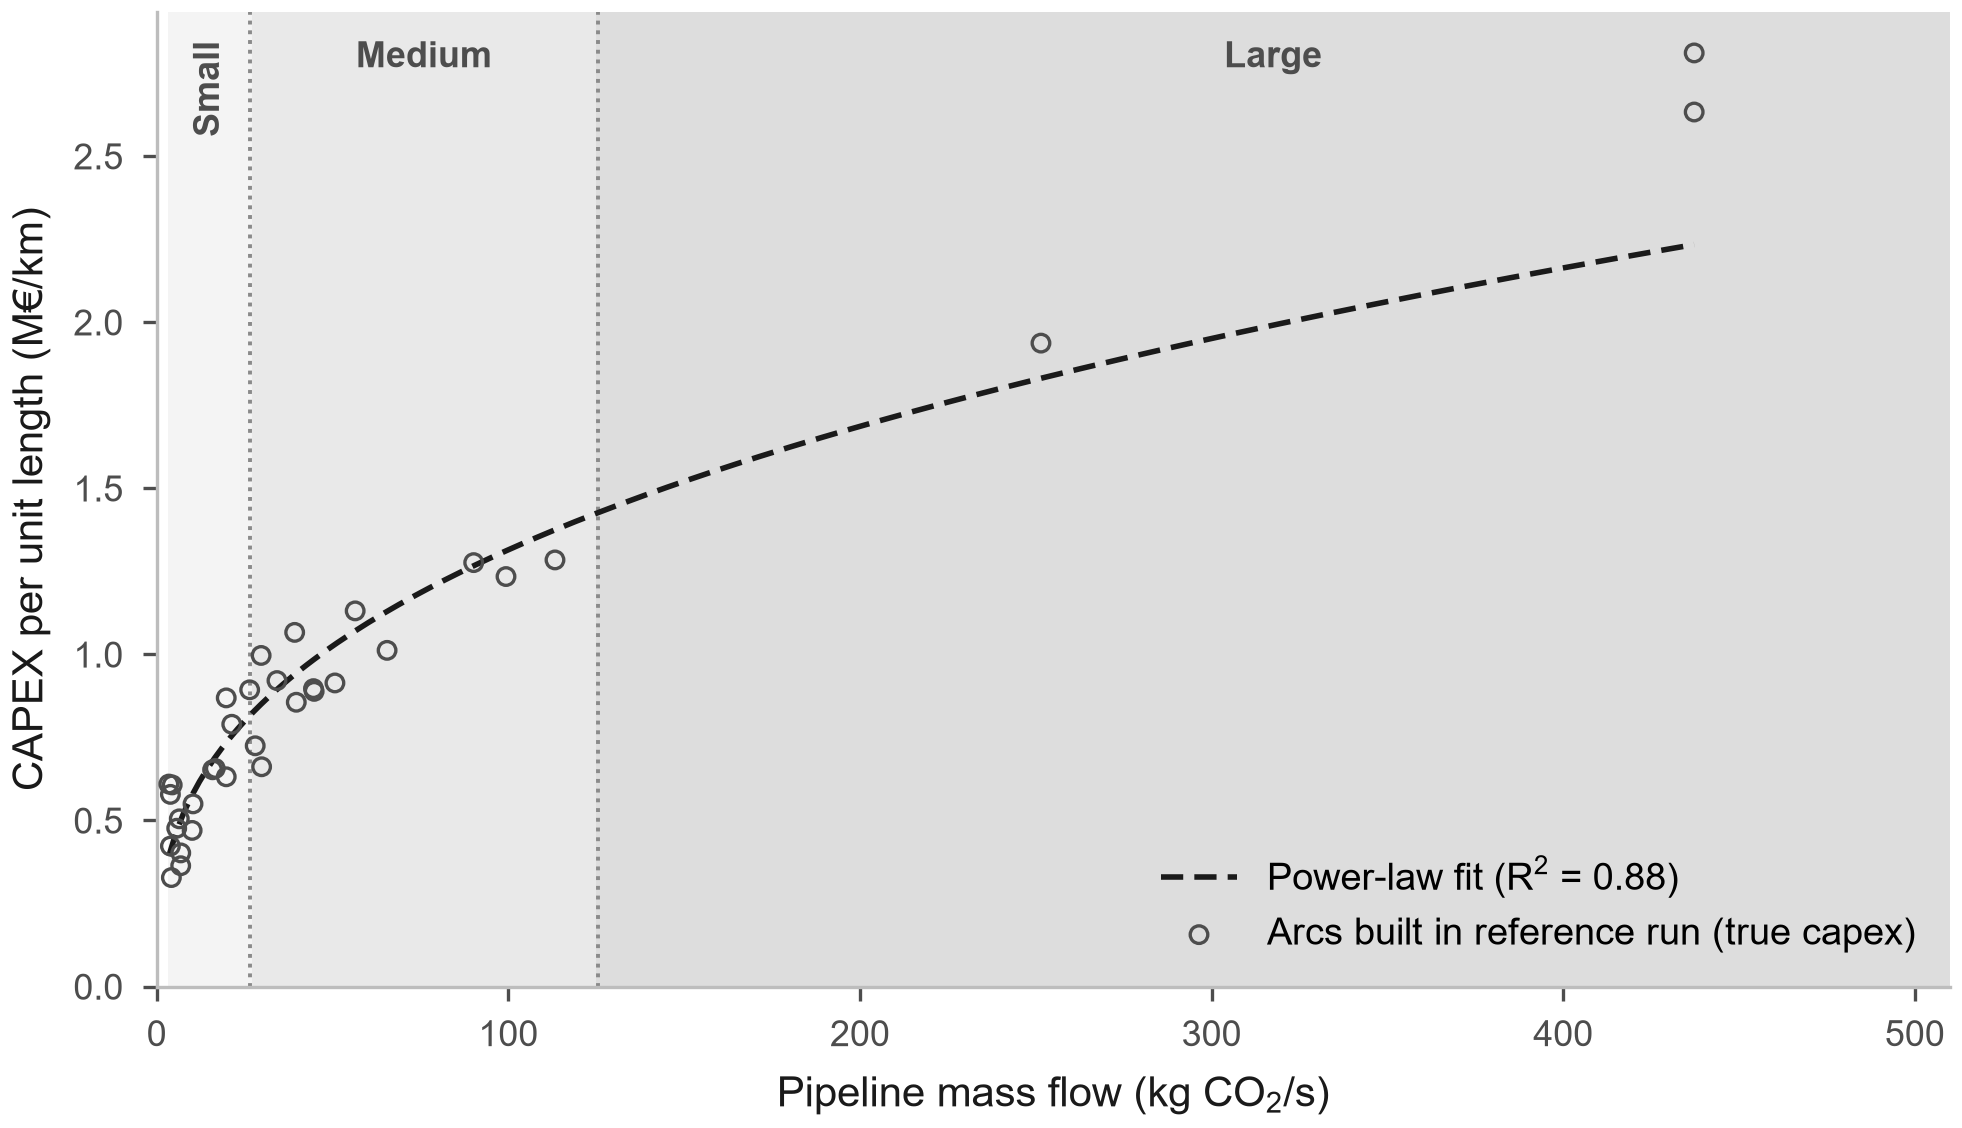 Small
Medium
Large
CAPEX per unit length (M€/km)
2.5
2.0
1.5
1.0
0.5
0.0
Power-law fit (R² = 0.88)
Arcs built in reference run (true capex)
0 100 200 300 400 500
Pipeline mass flow (kg CO₂/s)